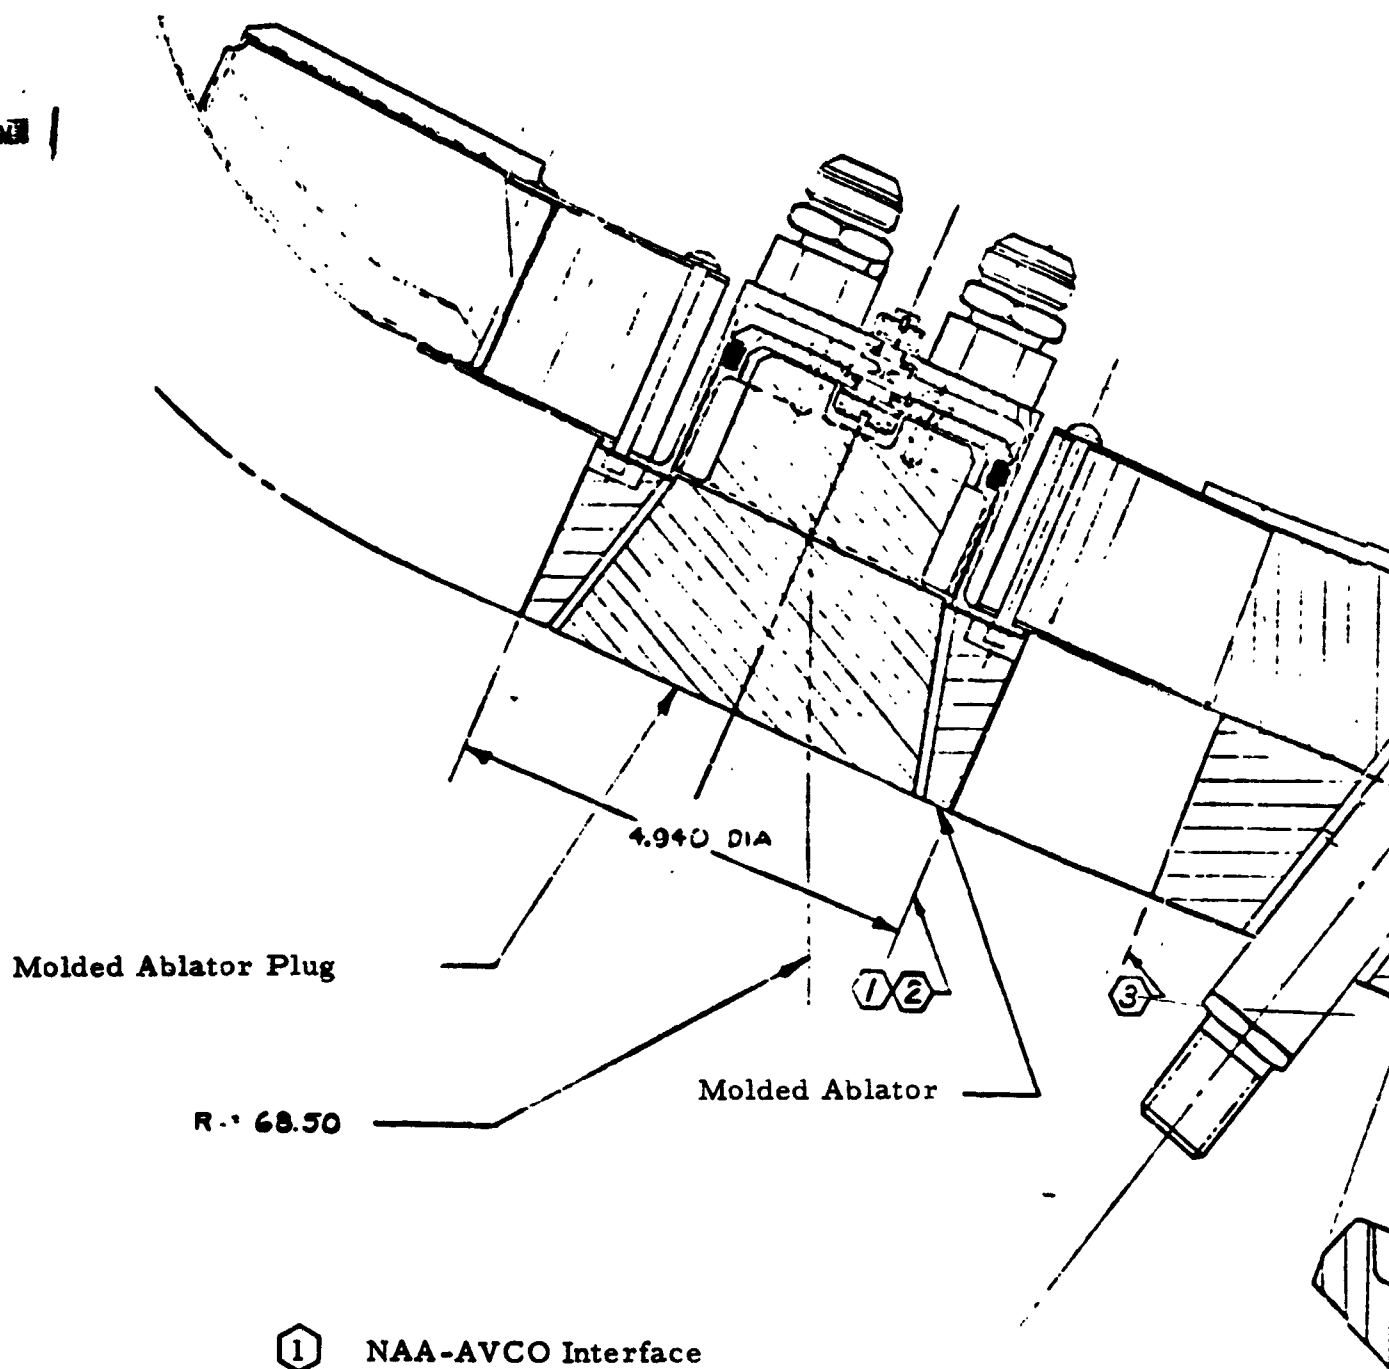 4.940 DIA
Molded Ablator Plug
1 2
3
Molded Ablator
R = 68.50
1 NAA-AVCO Interface